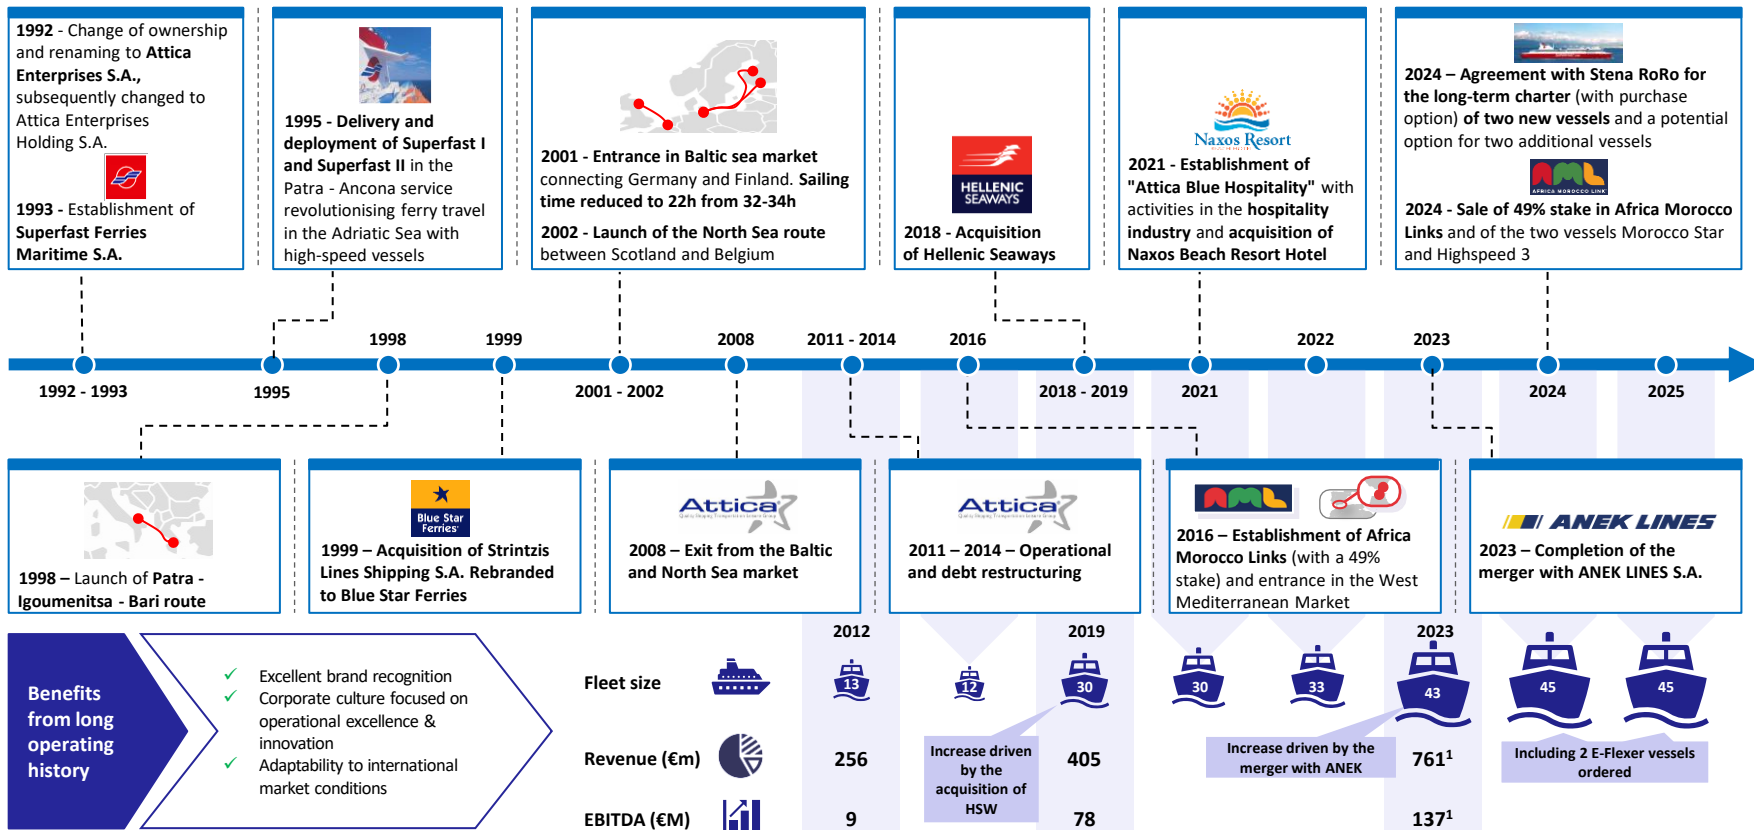 1992 - Change of ownership
and renaming to Attica
Enterprises S.A.,
subsequently changed to
Attica Enterprises
Holding S.A.
1993 - Establishment of
Superfast Ferries
Maritime S.A.
1995 - Delivery and
deployment of Superfast I
and Superfast II in the
Patra - Ancona service
revolutionising ferry travel
in the Adriatic Sea with
high-speed vessels
2001 - Entrance in Baltic sea market
connecting Germany and Finland. Sailing
time reduced to 22h from 32-34h
2002 - Launch of the North Sea route
between Scotland and Belgium
HELLENIC
SEAWAYS
2018 - Acquisition
of Hellenic Seaways
Naxos Resort
2021 - Establishment of
"Attica Blue Hospitality" with
activities in the hospitality
industry and acquisition of
Naxos Beach Resort Hotel
2024 – Agreement with Stena RoRo for
the long-term charter (with purchase
option) of two new vessels and a potential
option for two additional vessels
AML
AFRICA MOROCCO LINK
2024 - Sale of 49% stake in Africa Morocco
Links and of the two vessels Morocco Star
and Highspeed 3
1998
1999
2008
2011 - 2014
2016
2022
2023
1992 - 1993
1995
2001 - 2002
2018 - 2019
2021
2024
2025
1998 – Launch of Patra -
Igoumenitsa - Bari route
Blue Star
Ferries
1999 – Acquisition of Strintzis
Lines Shipping S.A. Rebranded
to Blue Star Ferries
Attica
2008 – Exit from the Baltic
and North Sea market
Attica
2011 – 2014 – Operational
and debt restructuring
AML
2016 – Establishment of Africa
Morocco Links (with a 49%
stake) and entrance in the West
Mediterranean Market
ANEK LINES
2023 – Completion of the
merger with ANEK LINES S.A.
Benefits
from long
operating
history
✓ Excellent brand recognition
✓ Corporate culture focused on
operational excellence &
innovation
✓ Adaptability to international
market conditions
2012
2019
2023
Fleet size
13
12
30
30
33
43
45
45
Increase driven
by the
acquisition of
HSW
Increase driven by the
merger with ANEK
Including 2 E-Flexer vessels
ordered
Revenue (€m)
256
405
761¹
EBITDA (€M)
9
78
137¹